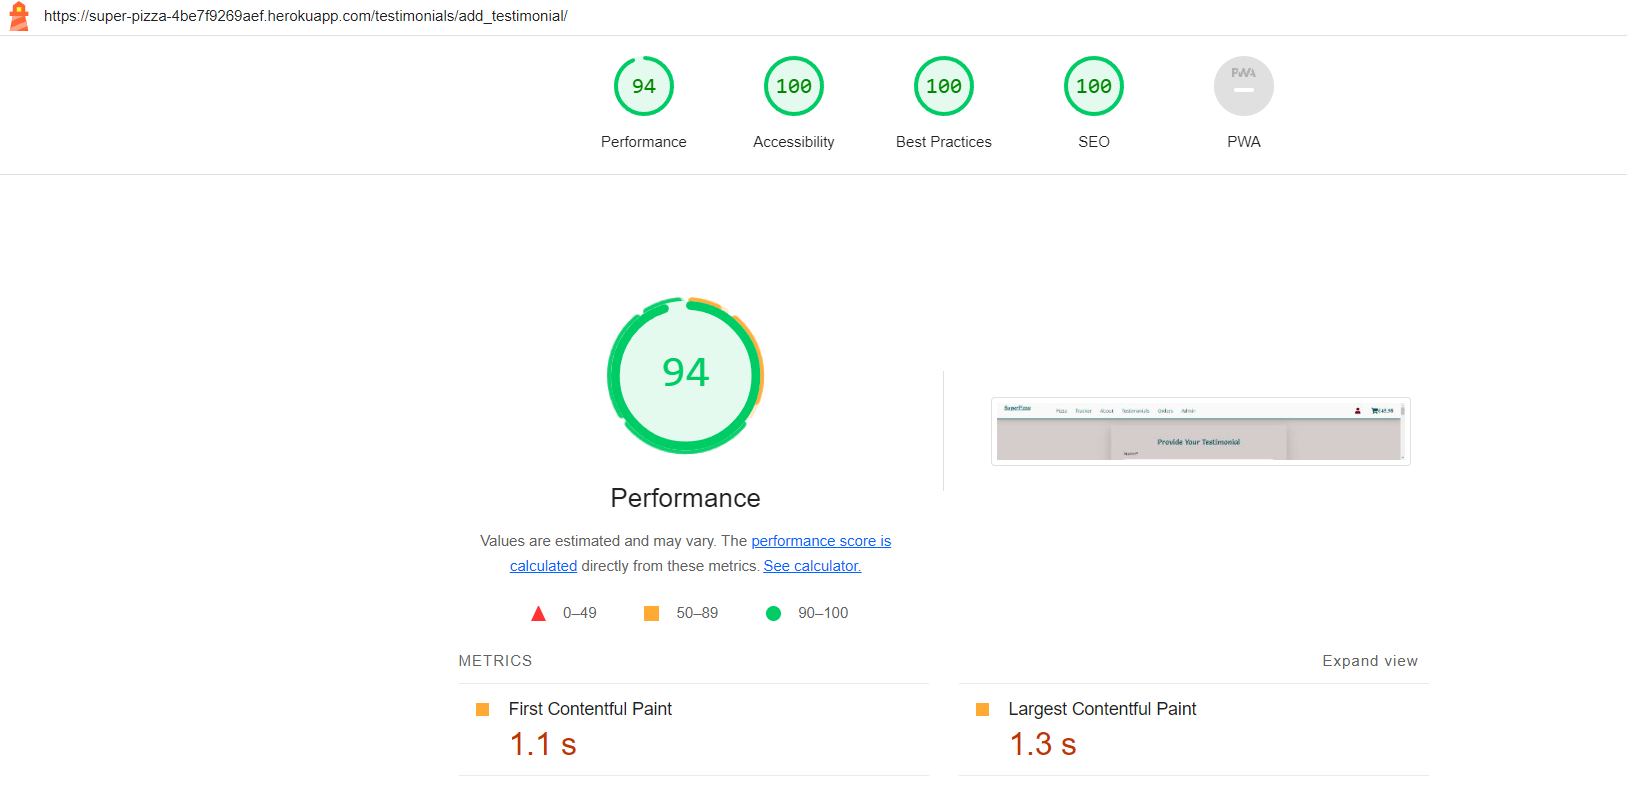 https://super-pizza-4be7f9269aef.herokuapp.com/testimonials/add_testimonial/
94 100 100 100 PWA
Performance Accessibility Best Practices SEO PWA
94
SuperPizza Pizza Tracker About Testimonials Orders Admin
Provide Your Testimonial
Name*
Performance
Values are estimated and may vary. The performance score is
calculated directly from these metrics. See calculator.
0–49 50–89 90–100
METRICS Expand view
First Contentful Paint Largest Contentful Paint
1.1 s 1.3 s